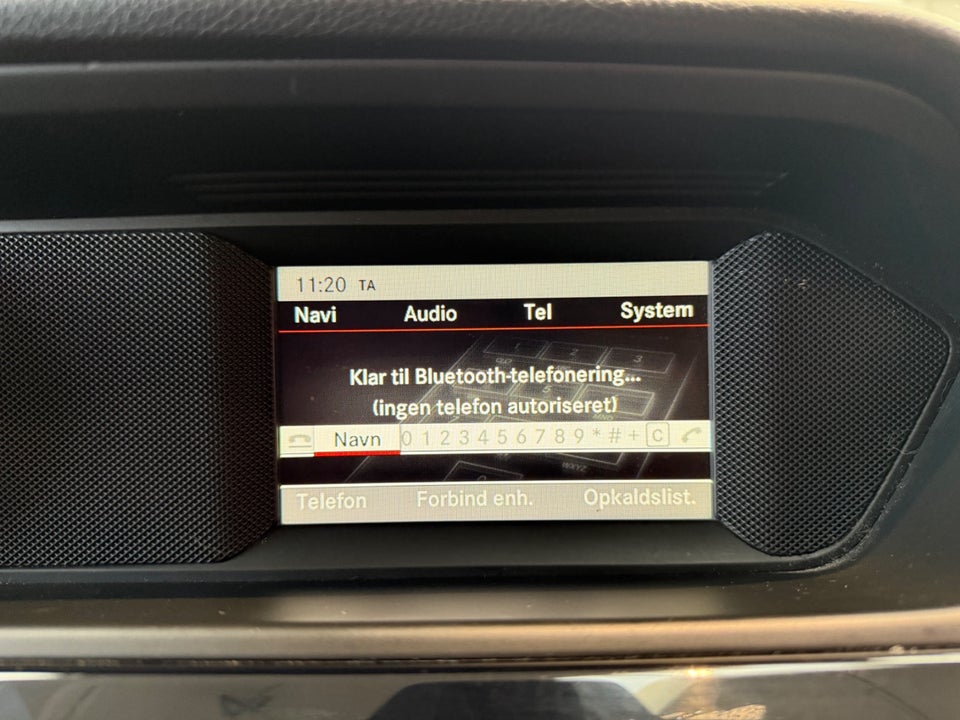 11:20 TA
Navi Audio Tel System
Klar til Bluetooth-telefonering...
(ingen telefon autoriseret)
Navn 0 1 2 3 4 5 6 7 8 9 * # + C
Telefon Forbind enh. Opkaldslist.